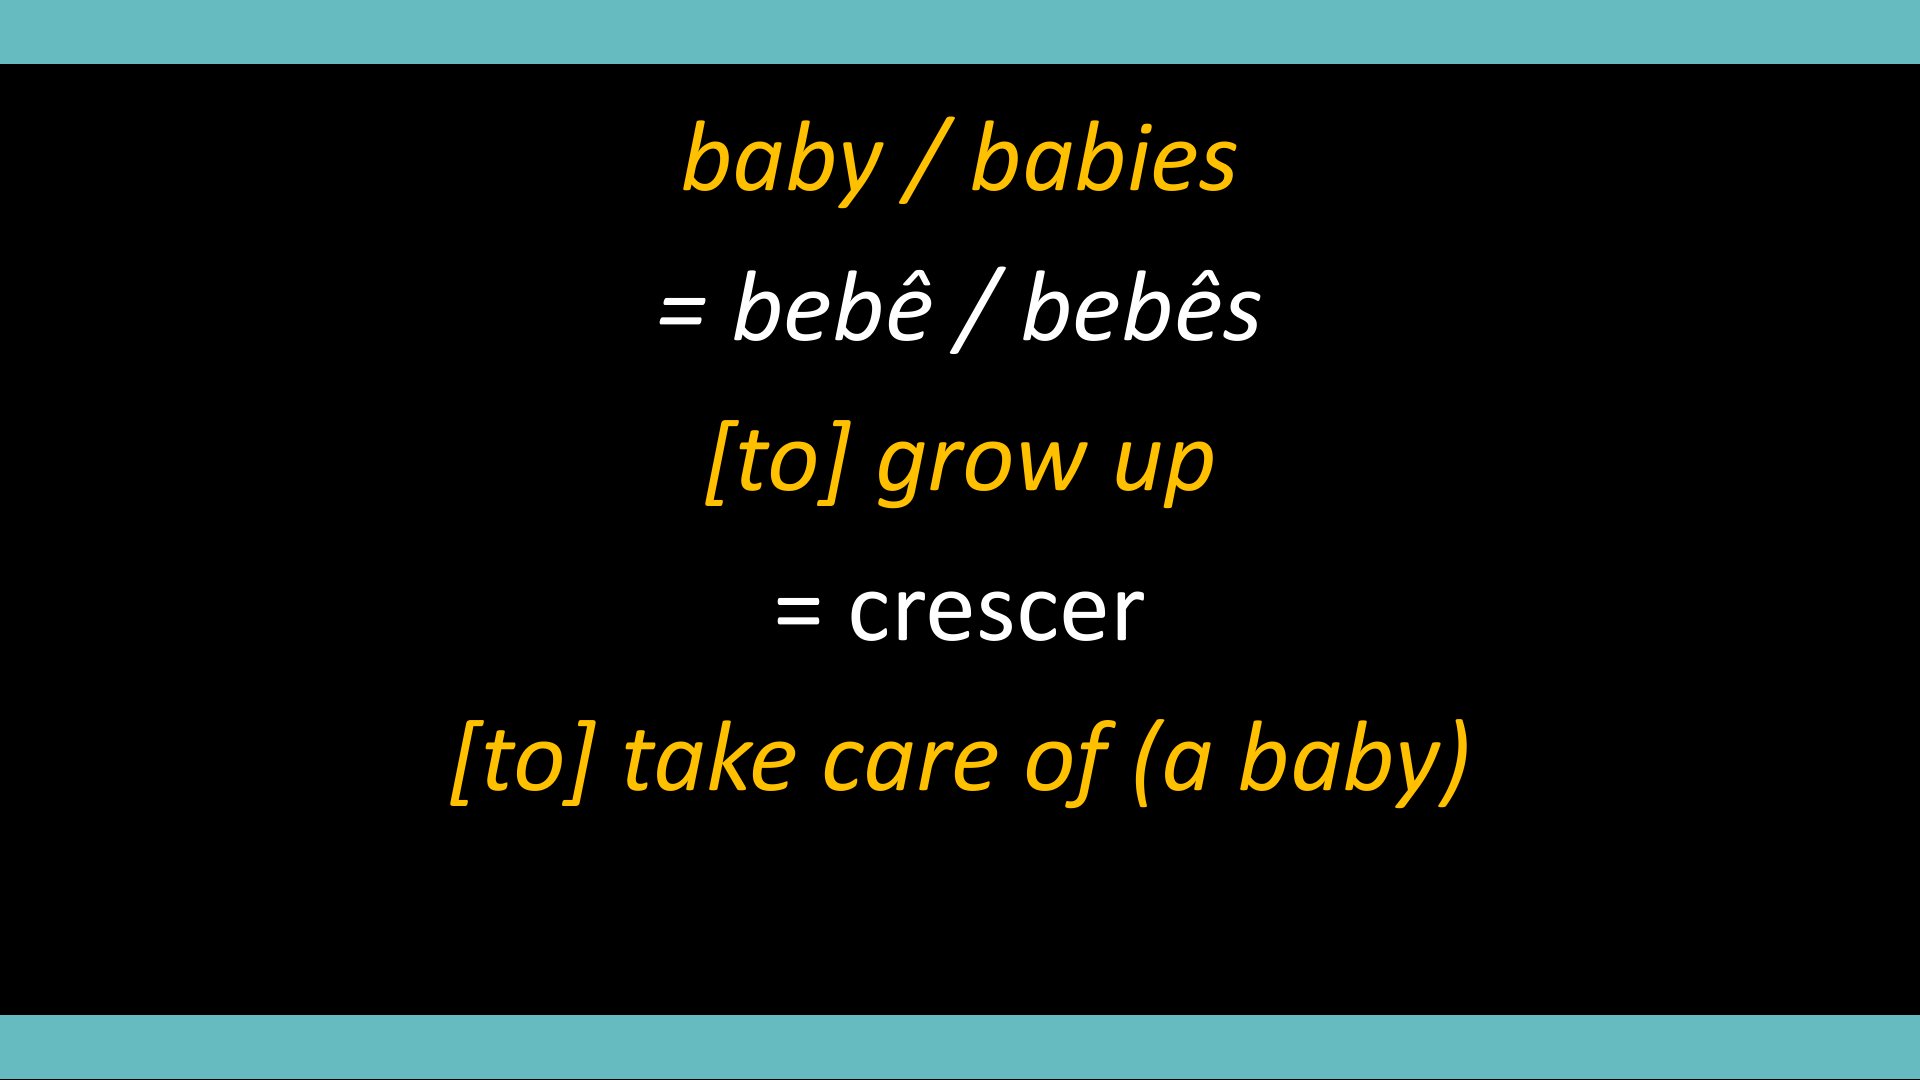 baby / babies
= bebê / bebês
[to] grow up
= crescer
[to] take care of (a baby)